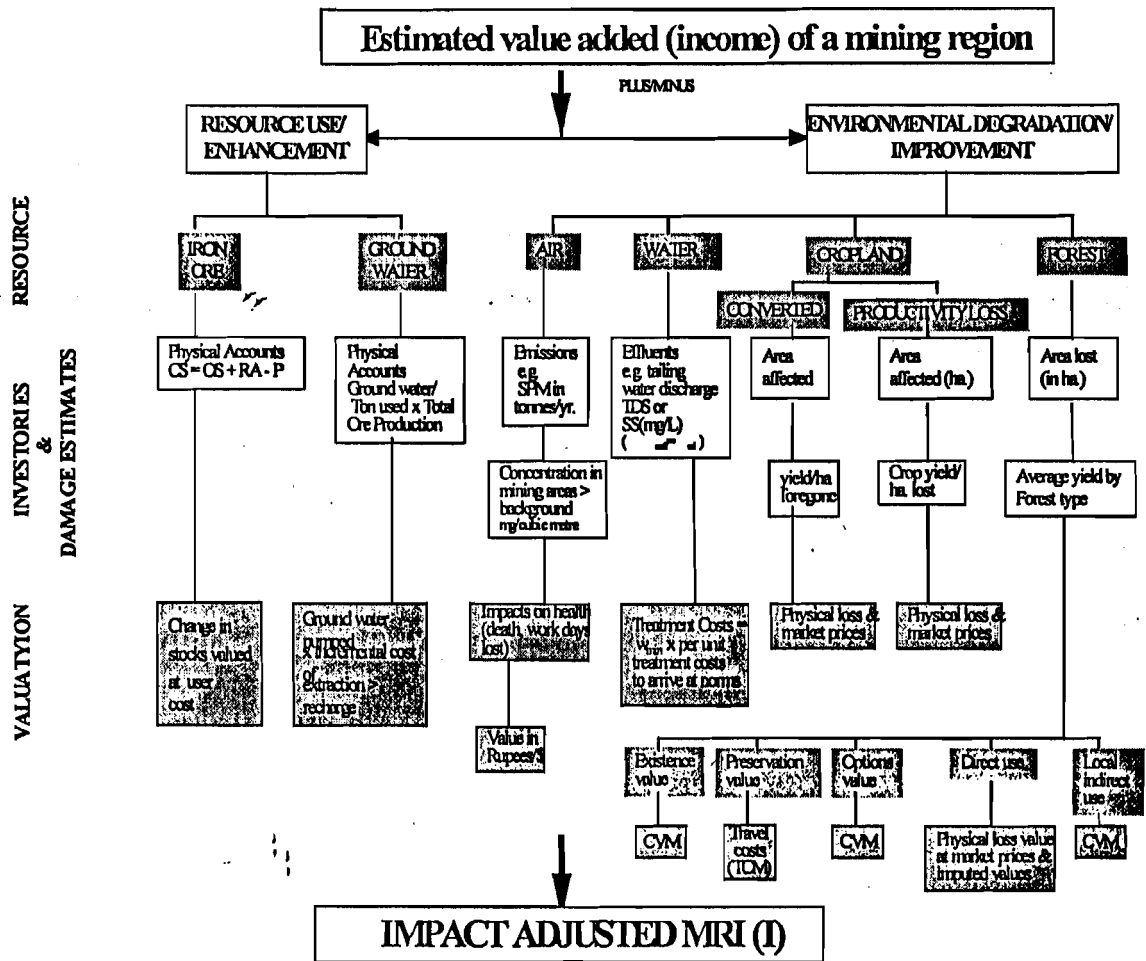 Estimated value added (income) of a mining region
PLUS/MINUS
RESOURCE USE/
ENHANCEMENT
ENVIRONMENTAL DEGRADATION/
IMPROVEMENT
RESOURCE
IRON
ORE
GROUND
WATER
AIR
WATER
CROPLAND
FOREST
CONVERTED
PRODUCTIVITY LOSS
INVESTORIES
&
DAMAGE ESTIMATES
Physical Accounts
CS = OS + RA - P
Physical
Accounts
Ground water/
Ton used x Total
Ore Production
Emissions
e.g.
SPM in
tonnes/yr.
Effluents
e.g. tailing
water discharge
TDS or
SS(mg/L)
Area
affected
Area
affected (ha.)
Area lost
(in ha.)
Concentration in
mining areas >
background
mg/cubic metre
yield/ha
foregone
Crop yield/
ha. lost
Average yield by
Forest type
VALUATYION
Change in
stocks valued
at user
cost
Ground water
pumped
x incremental cost
of
extraction >
recharge
Impacts on health
(death, work days
lost)
Treatment Costs =
x per unit
treatment costs
to arrive at norms
Physical loss &
market prices
Physical loss &
market prices
Value in
Rupees/$
Existence
value
Preservation
value
Options
value
Direct use
Local
indirect
use
CVM
Travel
costs
(TCM)
CVM
Physical loss value
at market prices &
Imputed values
CVM
IMPACT ADJUSTED MRI (I)